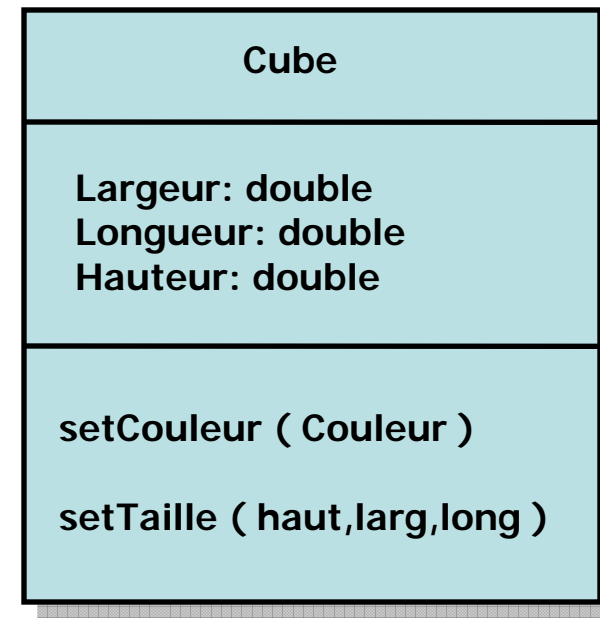 Cube
Largeur: double
Longueur: double
Hauteur: double
setCouleur ( Couleur )
setTaille ( haut,larg,long )